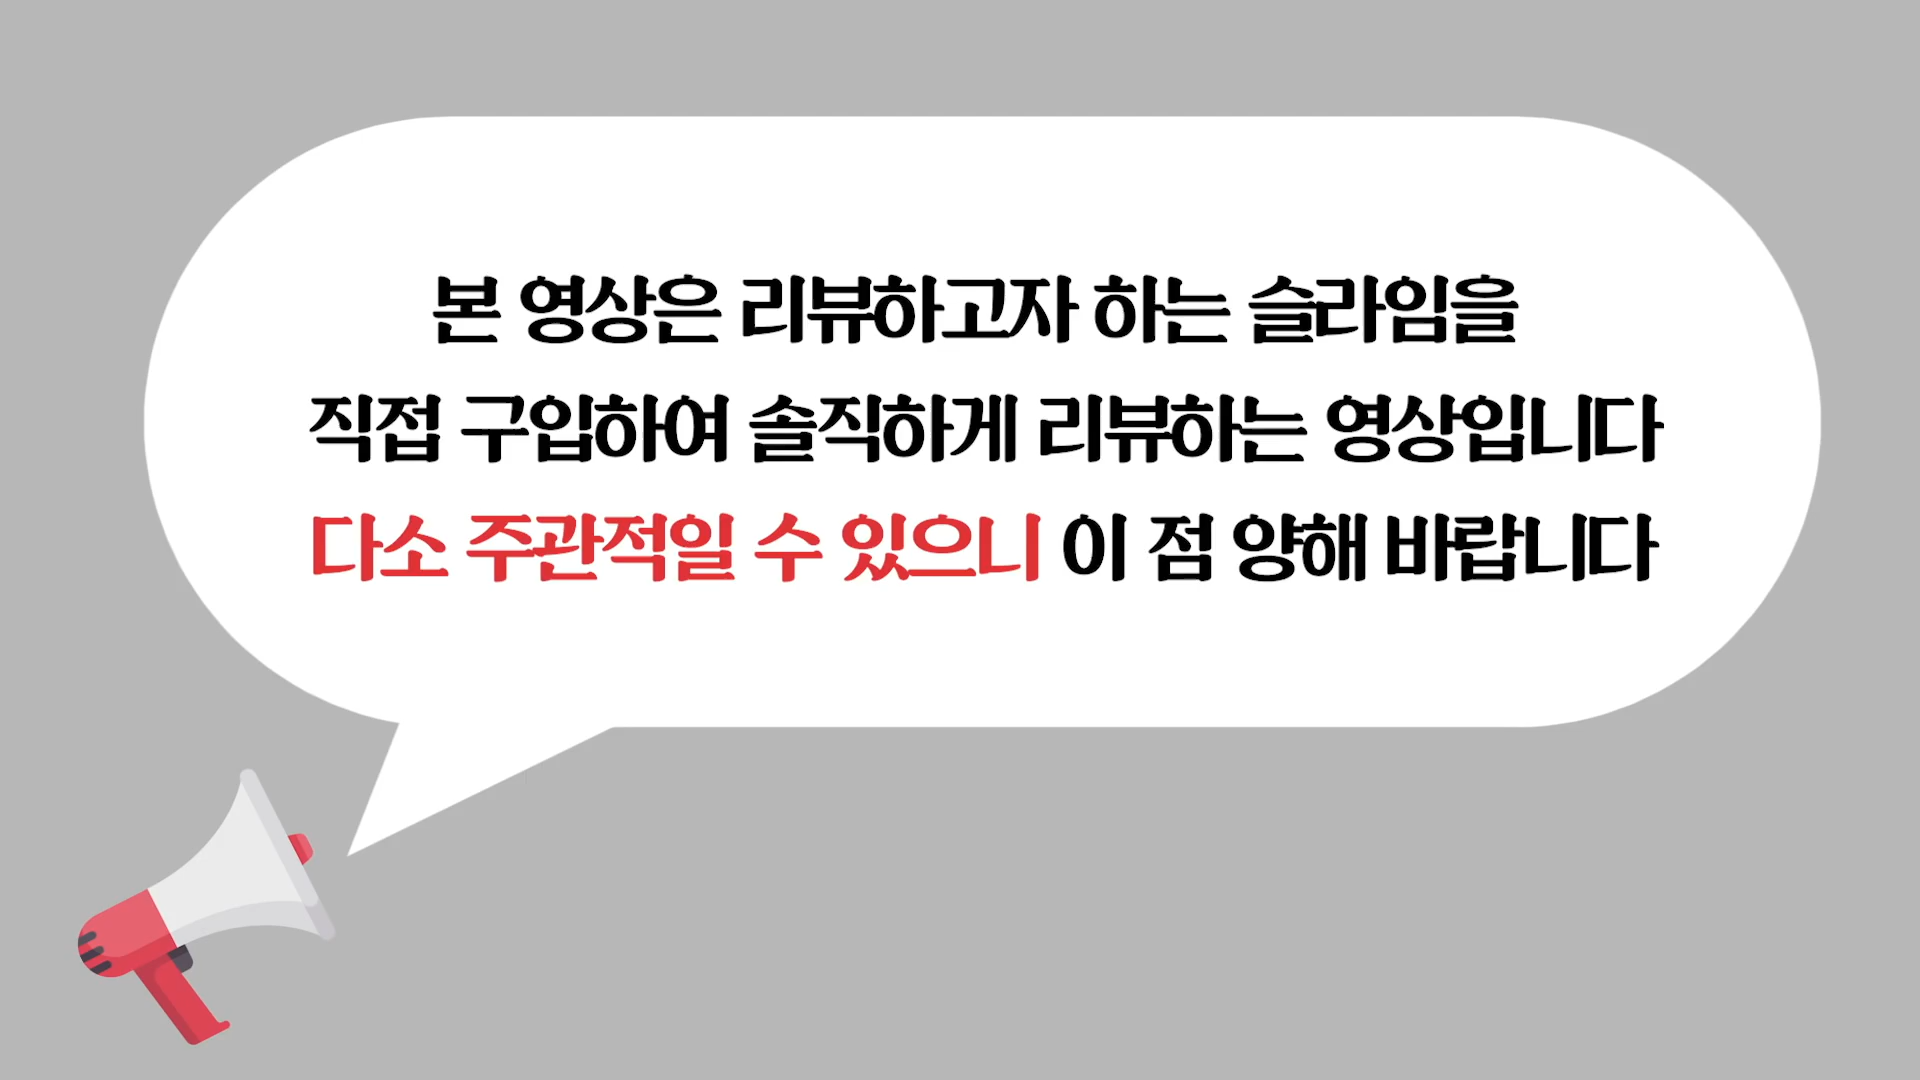 본 영상은 리뷰하고자 하는 슬라임을
직접 구입하여 솔직하게 리뷰하는 영상입니다
다소 주관적일 수 있으니 이 점 양해 바랍니다